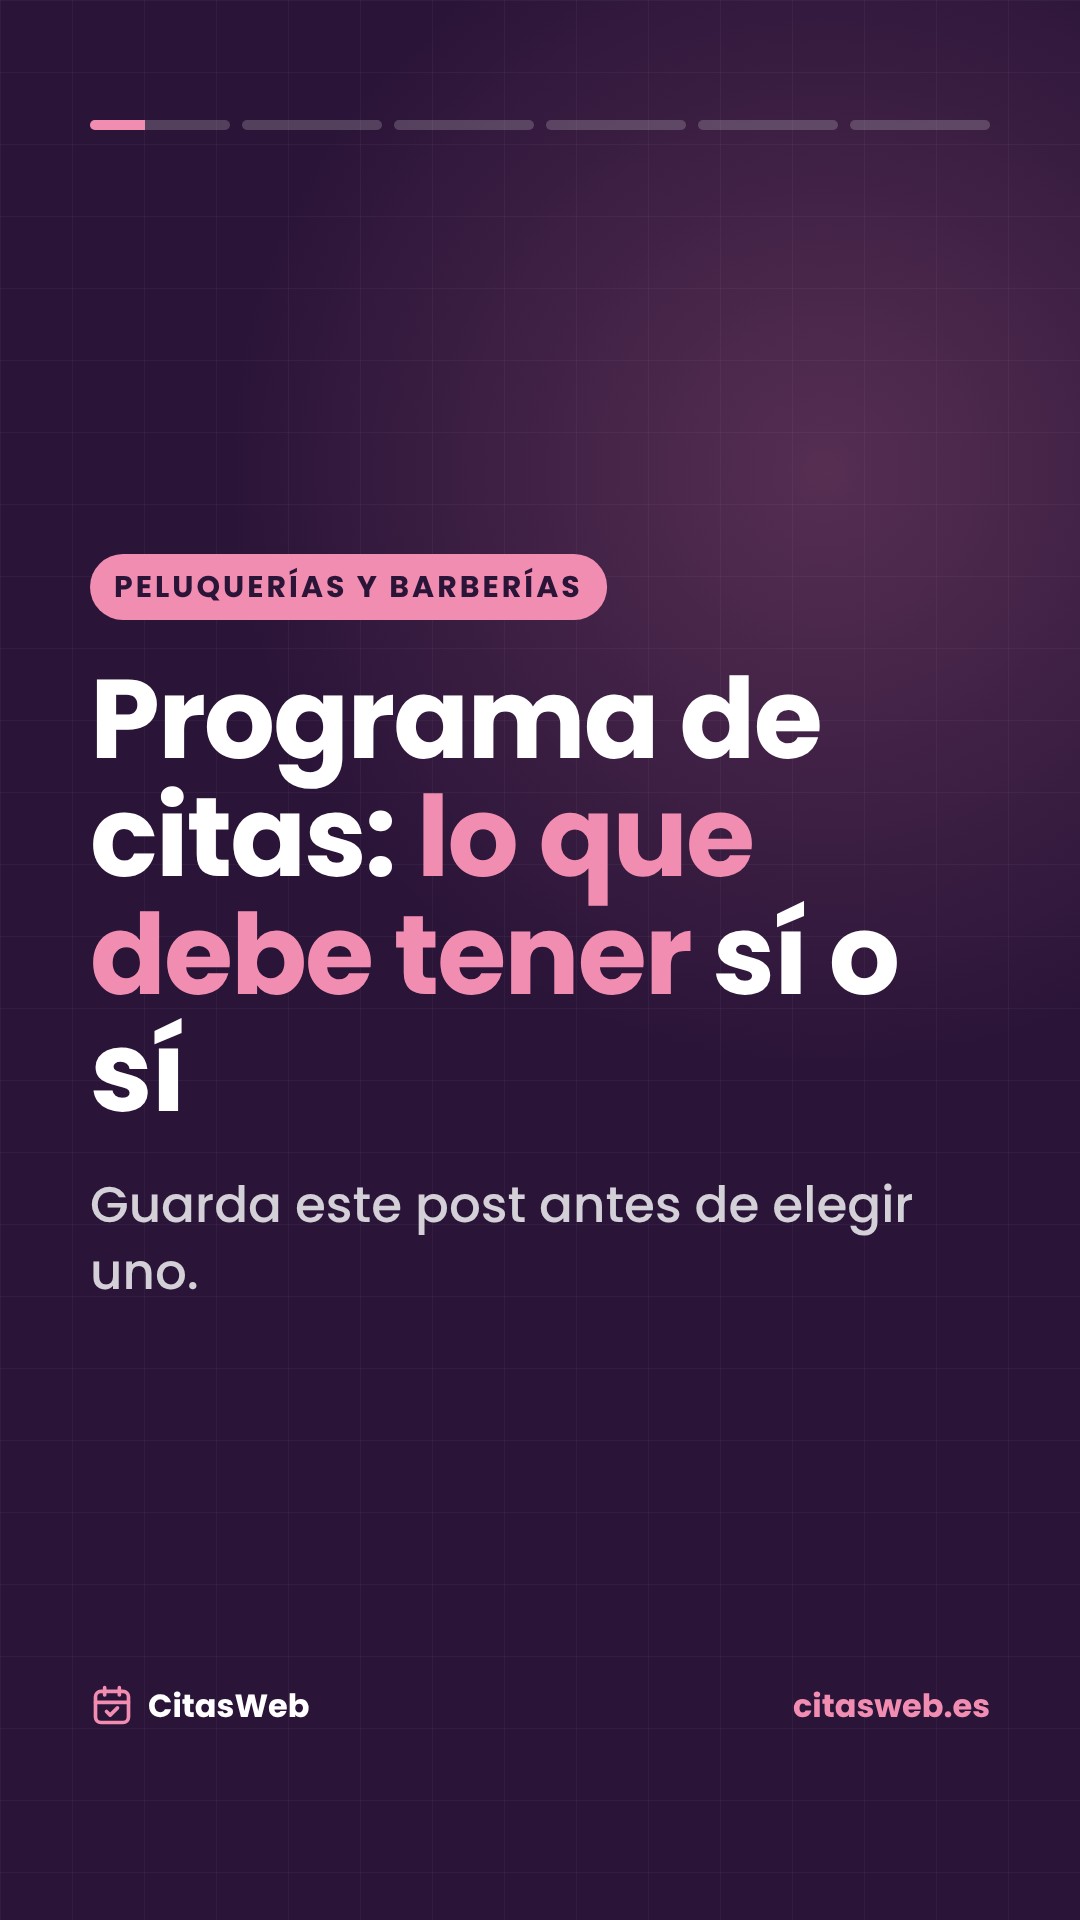 PELUQUERÍAS Y BARBERÍAS
Programa de
citas: lo que
debe tener sí o
sí
Guarda este post antes de elegir
uno.
CitasWeb
citasweb.es